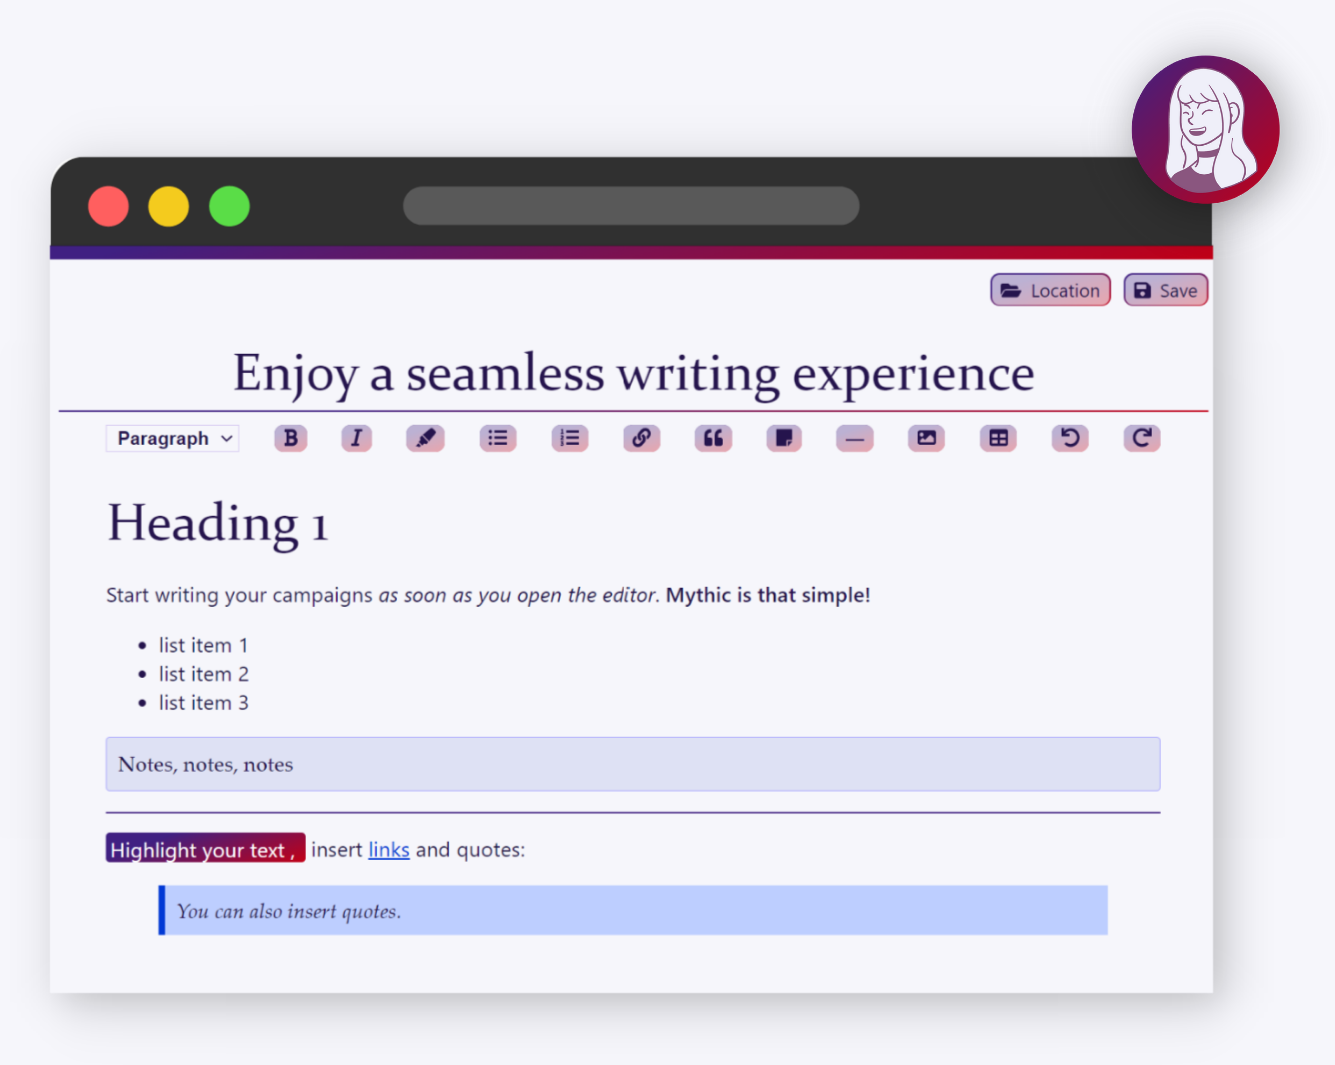 Location Save
Enjoy a seamless writing experience
Paragraph B I
Heading 1
Start writing your campaigns as soon as you open the editor. Mythic is that simple!
• list item 1
• list item 2
• list item 3
Notes, notes, notes
Highlight your text , insert links and quotes:
You can also insert quotes.